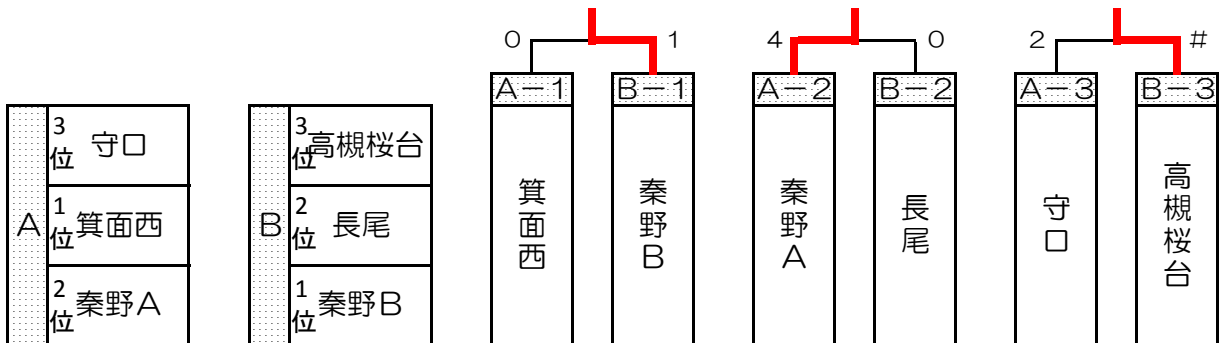 ０ １ ４ ０ ２ #
A－１ B－１ A－２ B－２ A－３ B－３
A
3位 守口
1位 箕面西
2位 秦野A
B
3位 高槻桜台
2位 長尾
1位 秦野B
箕面西
秦野B
秦野A
長尾
守口
高槻桜台